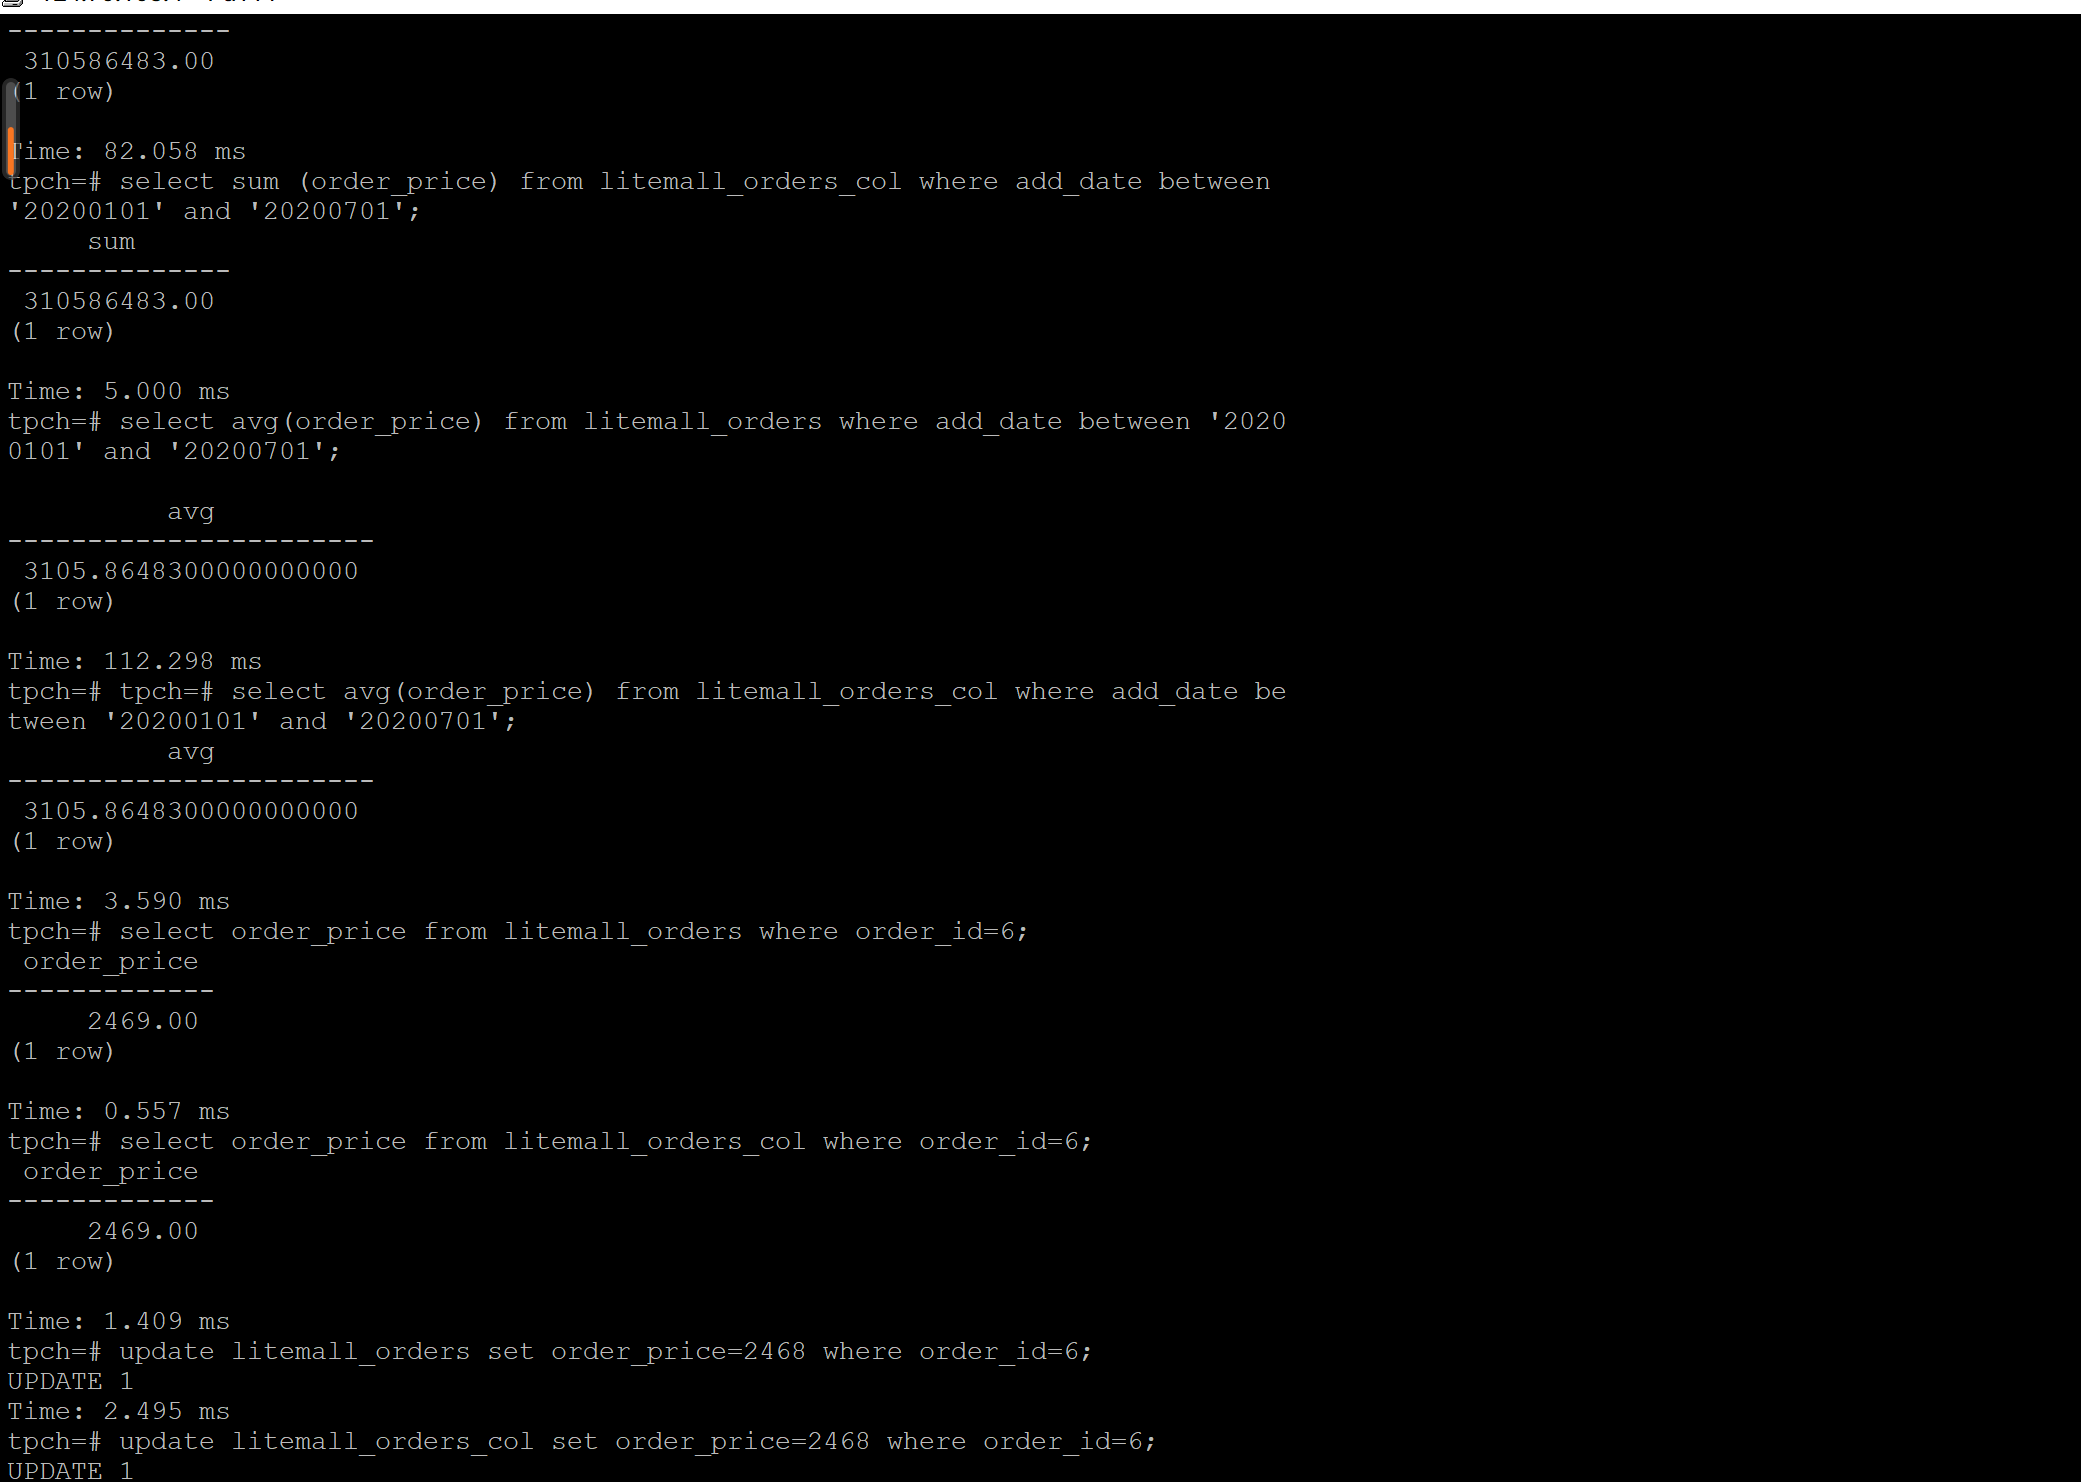 --------------
 310586483.00
(1 row)

Time: 82.058 ms
tpch=# select sum (order_price) from litemall_orders_col where add_date between
'20200101' and '20200701';
     sum
--------------
 310586483.00
(1 row)

Time: 5.000 ms
tpch=# select avg(order_price) from litemall_orders where add_date between '2020
0101' and '20200701';

          avg
-----------------------
 3105.8648300000000000
(1 row)

Time: 112.298 ms
tpch=# tpch=# select avg(order_price) from litemall_orders_col where add_date be
tween '20200101' and '20200701';
          avg
-----------------------
 3105.8648300000000000
(1 row)

Time: 3.590 ms
tpch=# select order_price from litemall_orders where order_id=6;
 order_price
-------------
     2469.00
(1 row)

Time: 0.557 ms
tpch=# select order_price from litemall_orders_col where order_id=6;
 order_price
-------------
     2469.00
(1 row)

Time: 1.409 ms
tpch=# update litemall_orders set order_price=2468 where order_id=6;
UPDATE 1
Time: 2.495 ms
tpch=# update litemall_orders_col set order_price=2468 where order_id=6;
UPDATE 1